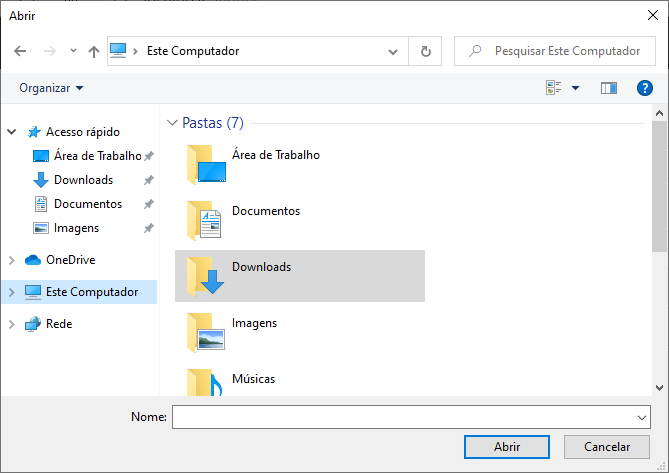 Abrir
Este Computador
Pesquisar Este Computador
Organizar
?
Acesso rápido
Área de Trabalho
Downloads
Documentos
Imagens
OneDrive
Este Computador
Rede
Pastas (7)
Área de Trabalho
Documentos
Downloads
Imagens
Músicas
Nome:
Abrir
Cancelar